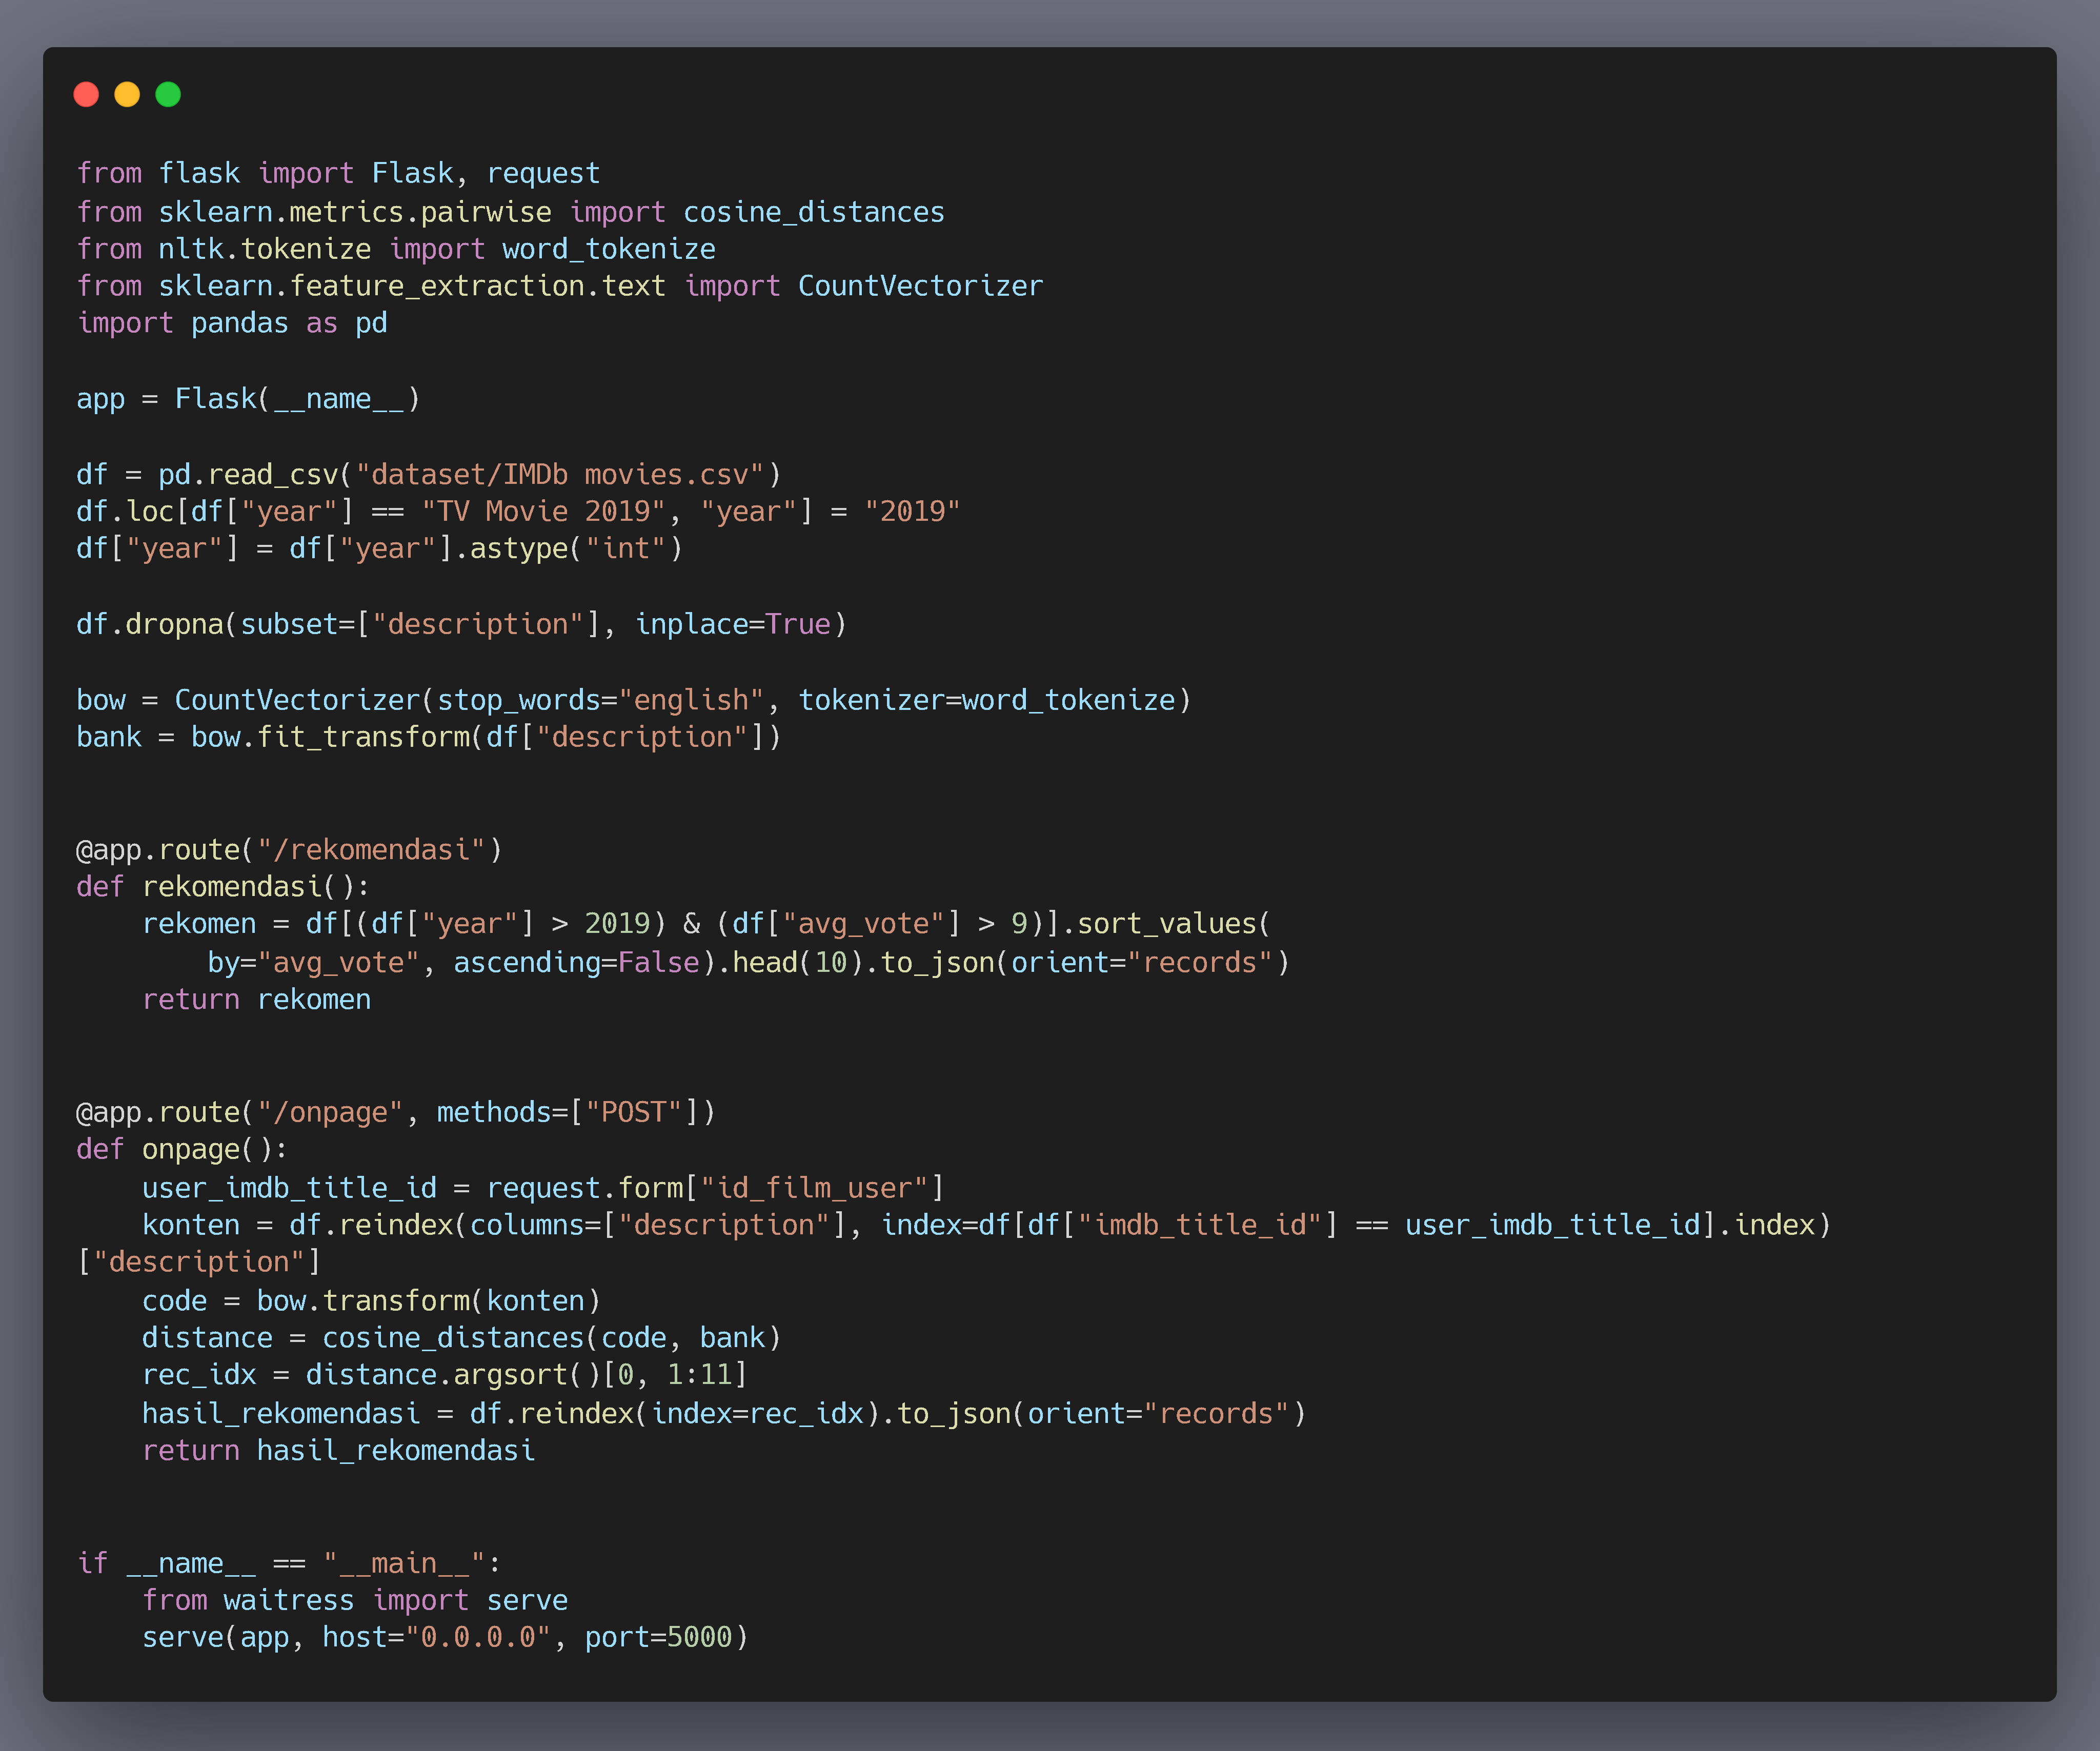 from flask import Flask, request
from sklearn.metrics.pairwise import cosine_distances
from nltk.tokenize import word_tokenize
from sklearn.feature_extraction.text import CountVectorizer
import pandas as pd

app = Flask(__name__)

df = pd.read_csv("dataset/IMDb movies.csv")
df.loc[df["year"] == "TV Movie 2019", "year"] = "2019"
df["year"] = df["year"].astype("int")

df.dropna(subset=["description"], inplace=True)

bow = CountVectorizer(stop_words="english", tokenizer=word_tokenize)
bank = bow.fit_transform(df["description"])


@app.route("/rekomendasi")
def rekomendasi():
    rekomen = df[(df["year"] > 2019) & (df["avg_vote"] > 9)].sort_values(
        by="avg_vote", ascending=False).head(10).to_json(orient="records")
    return rekomen


@app.route("/onpage", methods=["POST"])
def onpage():
    user_imdb_title_id = request.form["id_film_user"]
    konten = df.reindex(columns=["description"], index=df[df["imdb_title_id"] == user_imdb_title_id].index)
["description"]
    code = bow.transform(konten)
    distance = cosine_distances(code, bank)
    rec_idx = distance.argsort()[0, 1:11]
    hasil_rekomendasi = df.reindex(index=rec_idx).to_json(orient="records")
    return hasil_rekomendasi


if __name__ == "__main__":
    from waitress import serve
    serve(app, host="0.0.0.0", port=5000)